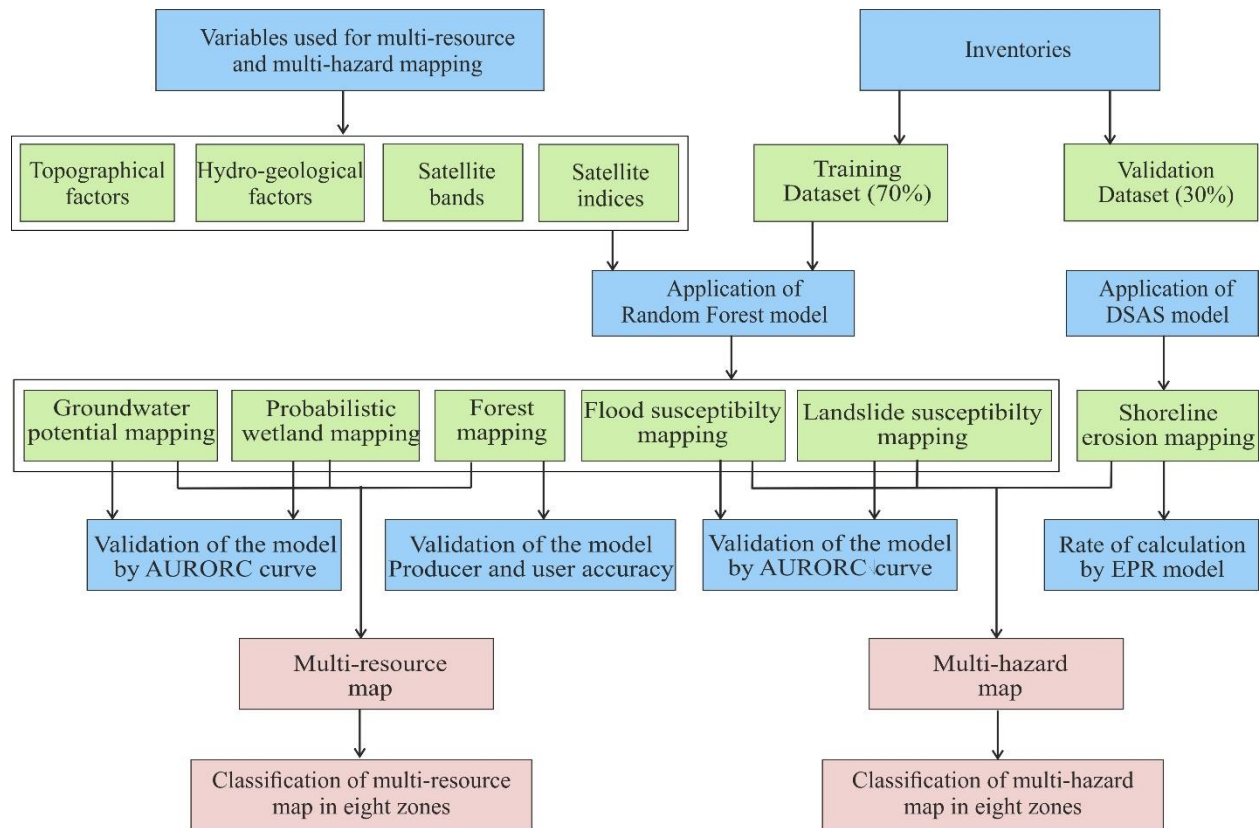 Variables used for multi-resource
and multi-hazard mapping
Inventories
Topographical
factors
Hydro-geological
factors
Satellite
bands
Satellite
indices
Training
Dataset (70%)
Validation
Dataset (30%)
Application of
Random Forest model
Application of
DSAS model
Groundwater
potential mapping
Probabilistic
wetland mapping
Forest
mapping
Flood susceptibilty
mapping
Landslide susceptibilty
mapping
Shoreline
erosion mapping
Validation of the model
by AURORC curve
Validation of the model
Producer and user accuracy
Validation of the model
by AURORC curve
Rate of calculation
by EPR model
Multi-resource
map
Multi-hazard
map
Classification of multi-resource
map in eight zones
Classification of multi-hazard
map in eight zones